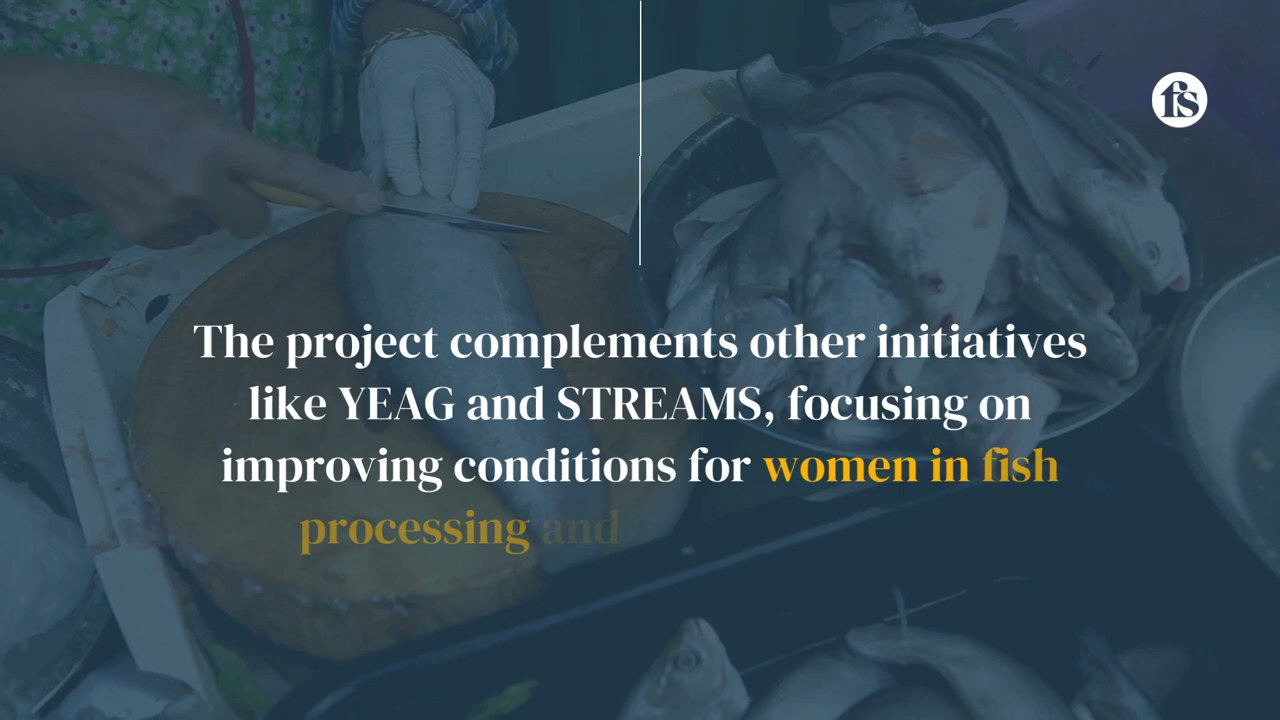 fs
The project complements other initiatives
like YEAG and STREAMS, focusing on
improving conditions for women in fish
processing and